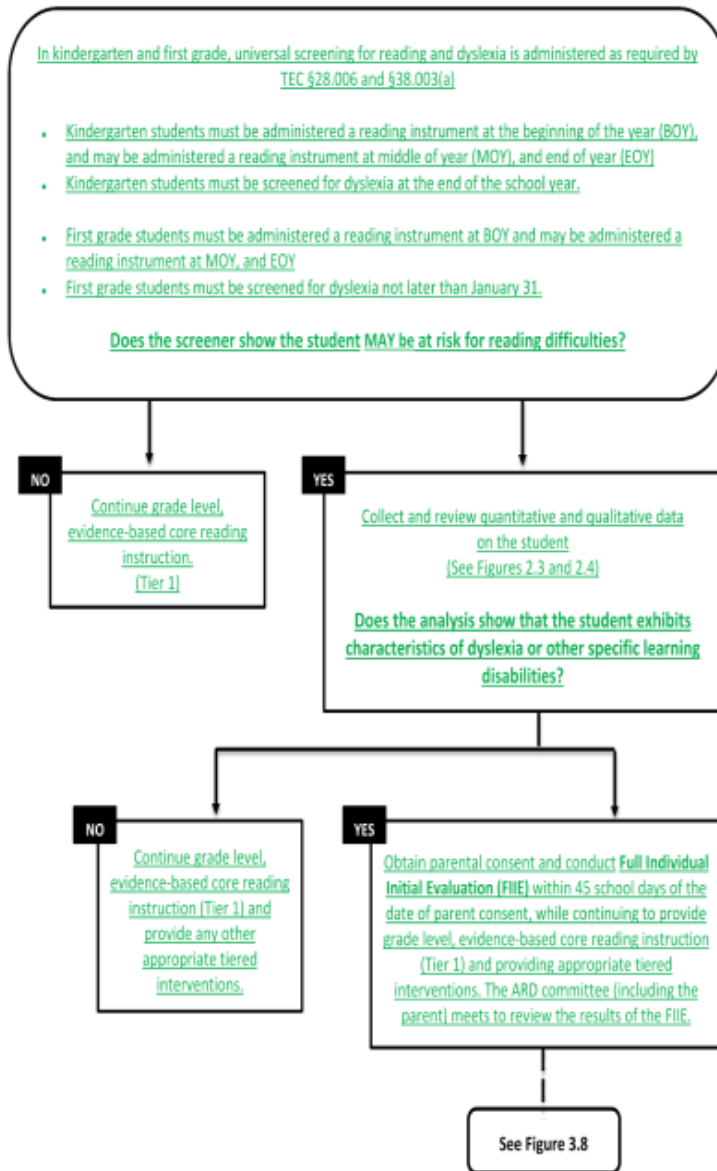 In kindergarten and first grade, universal screening for reading and dyslexia is administered as required by
TEC §28.006 and §38.003(a)
• Kindergarten students must be administered a reading instrument at the beginning of the year (BOY),
and may be administered a reading instrument at middle of year (MOY), and end of year (EOY)
• Kindergarten students must be screened for dyslexia at the end of the school year.
• First grade students must be administered a reading instrument at BOY and may be administered a
reading instrument at MOY, and EOY
• First grade students must be screened for dyslexia not later than January 31.
Does the screener show the student MAY be at risk for reading difficulties?
NO
Continue grade level,
evidence-based core reading
instruction.
(Tier 1)
YES
Collect and review quantitative and qualitative data
on the student
(See Figures 2.3 and 2.4)
Does the analysis show that the student exhibits
characteristics of dyslexia or other specific learning
disabilities?
NO
Continue grade level,
evidence-based core reading
instruction (Tier 1) and
provide any other
appropriate tiered
interventions.
YES
Obtain parental consent and conduct Full Individual
Initial Evaluation (FIIE) within 45 school days of the
date of parent consent, while continuing to provide
grade level, evidence-based core reading instruction
(Tier 1) and providing appropriate tiered
interventions. The ARD committee (including the
parent) meets to review the results of the FIIE.
See Figure 3.8